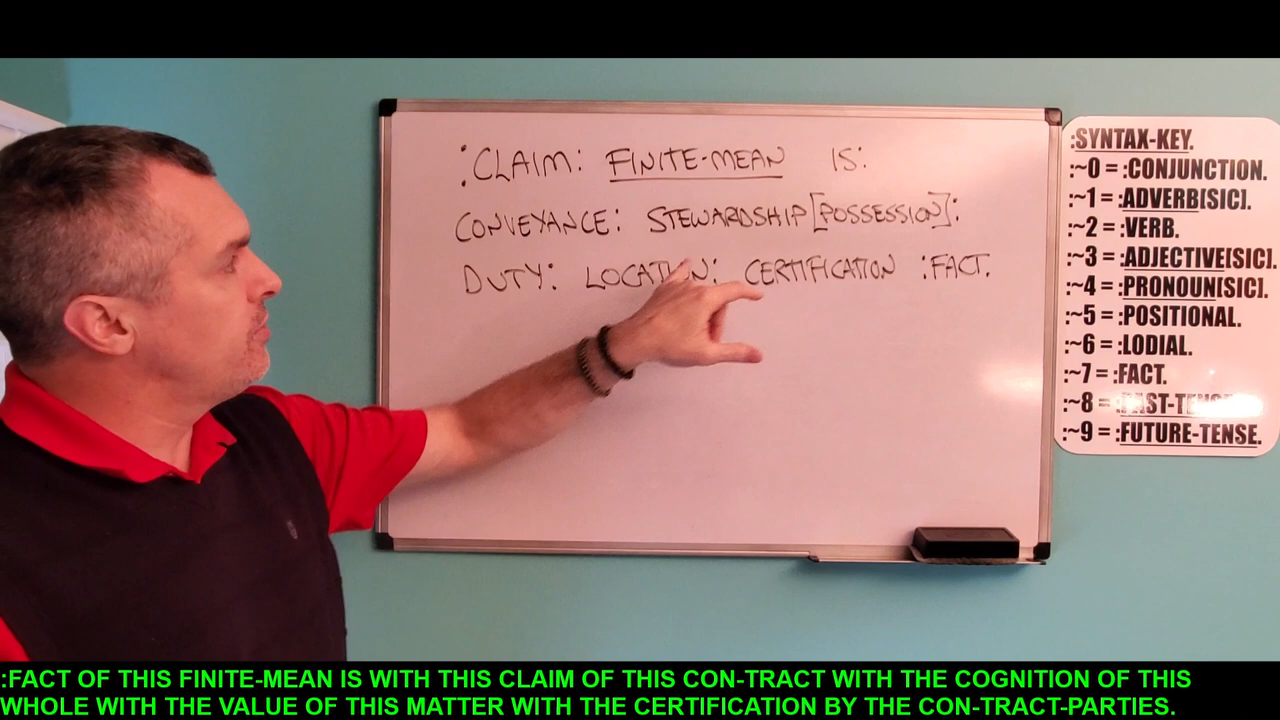 :CLAIM: FINITE-MEAN IS:
CONVEYANCE: STEWARDSHIP[POSSESSION]:
DUTY: LOCATION: CERTIFICATION :FACT.
:SYNTAX-KEY.
:~0 = :CONJUNCTION.
:~1 = :ADVERB[SIC].
:~2 = :VERB.
:~3 = :ADJECTIVE[SIC].
:~4 = :PRONOUN[SIC].
:~5 = :POSITIONAL.
:~6 = :LODIAL.
:~7 = :FACT.
:~8 = :PAST-TENSE.
:~9 = :FUTURE-TENSE.
:FACT OF THIS FINITE-MEAN IS WITH THIS CLAIM OF THIS CON-TRACT WITH THE COGNITION OF THIS
WHOLE WITH THE VALUE OF THIS MATTER WITH THE CERTIFICATION BY THE CON-TRACT-PARTIES.